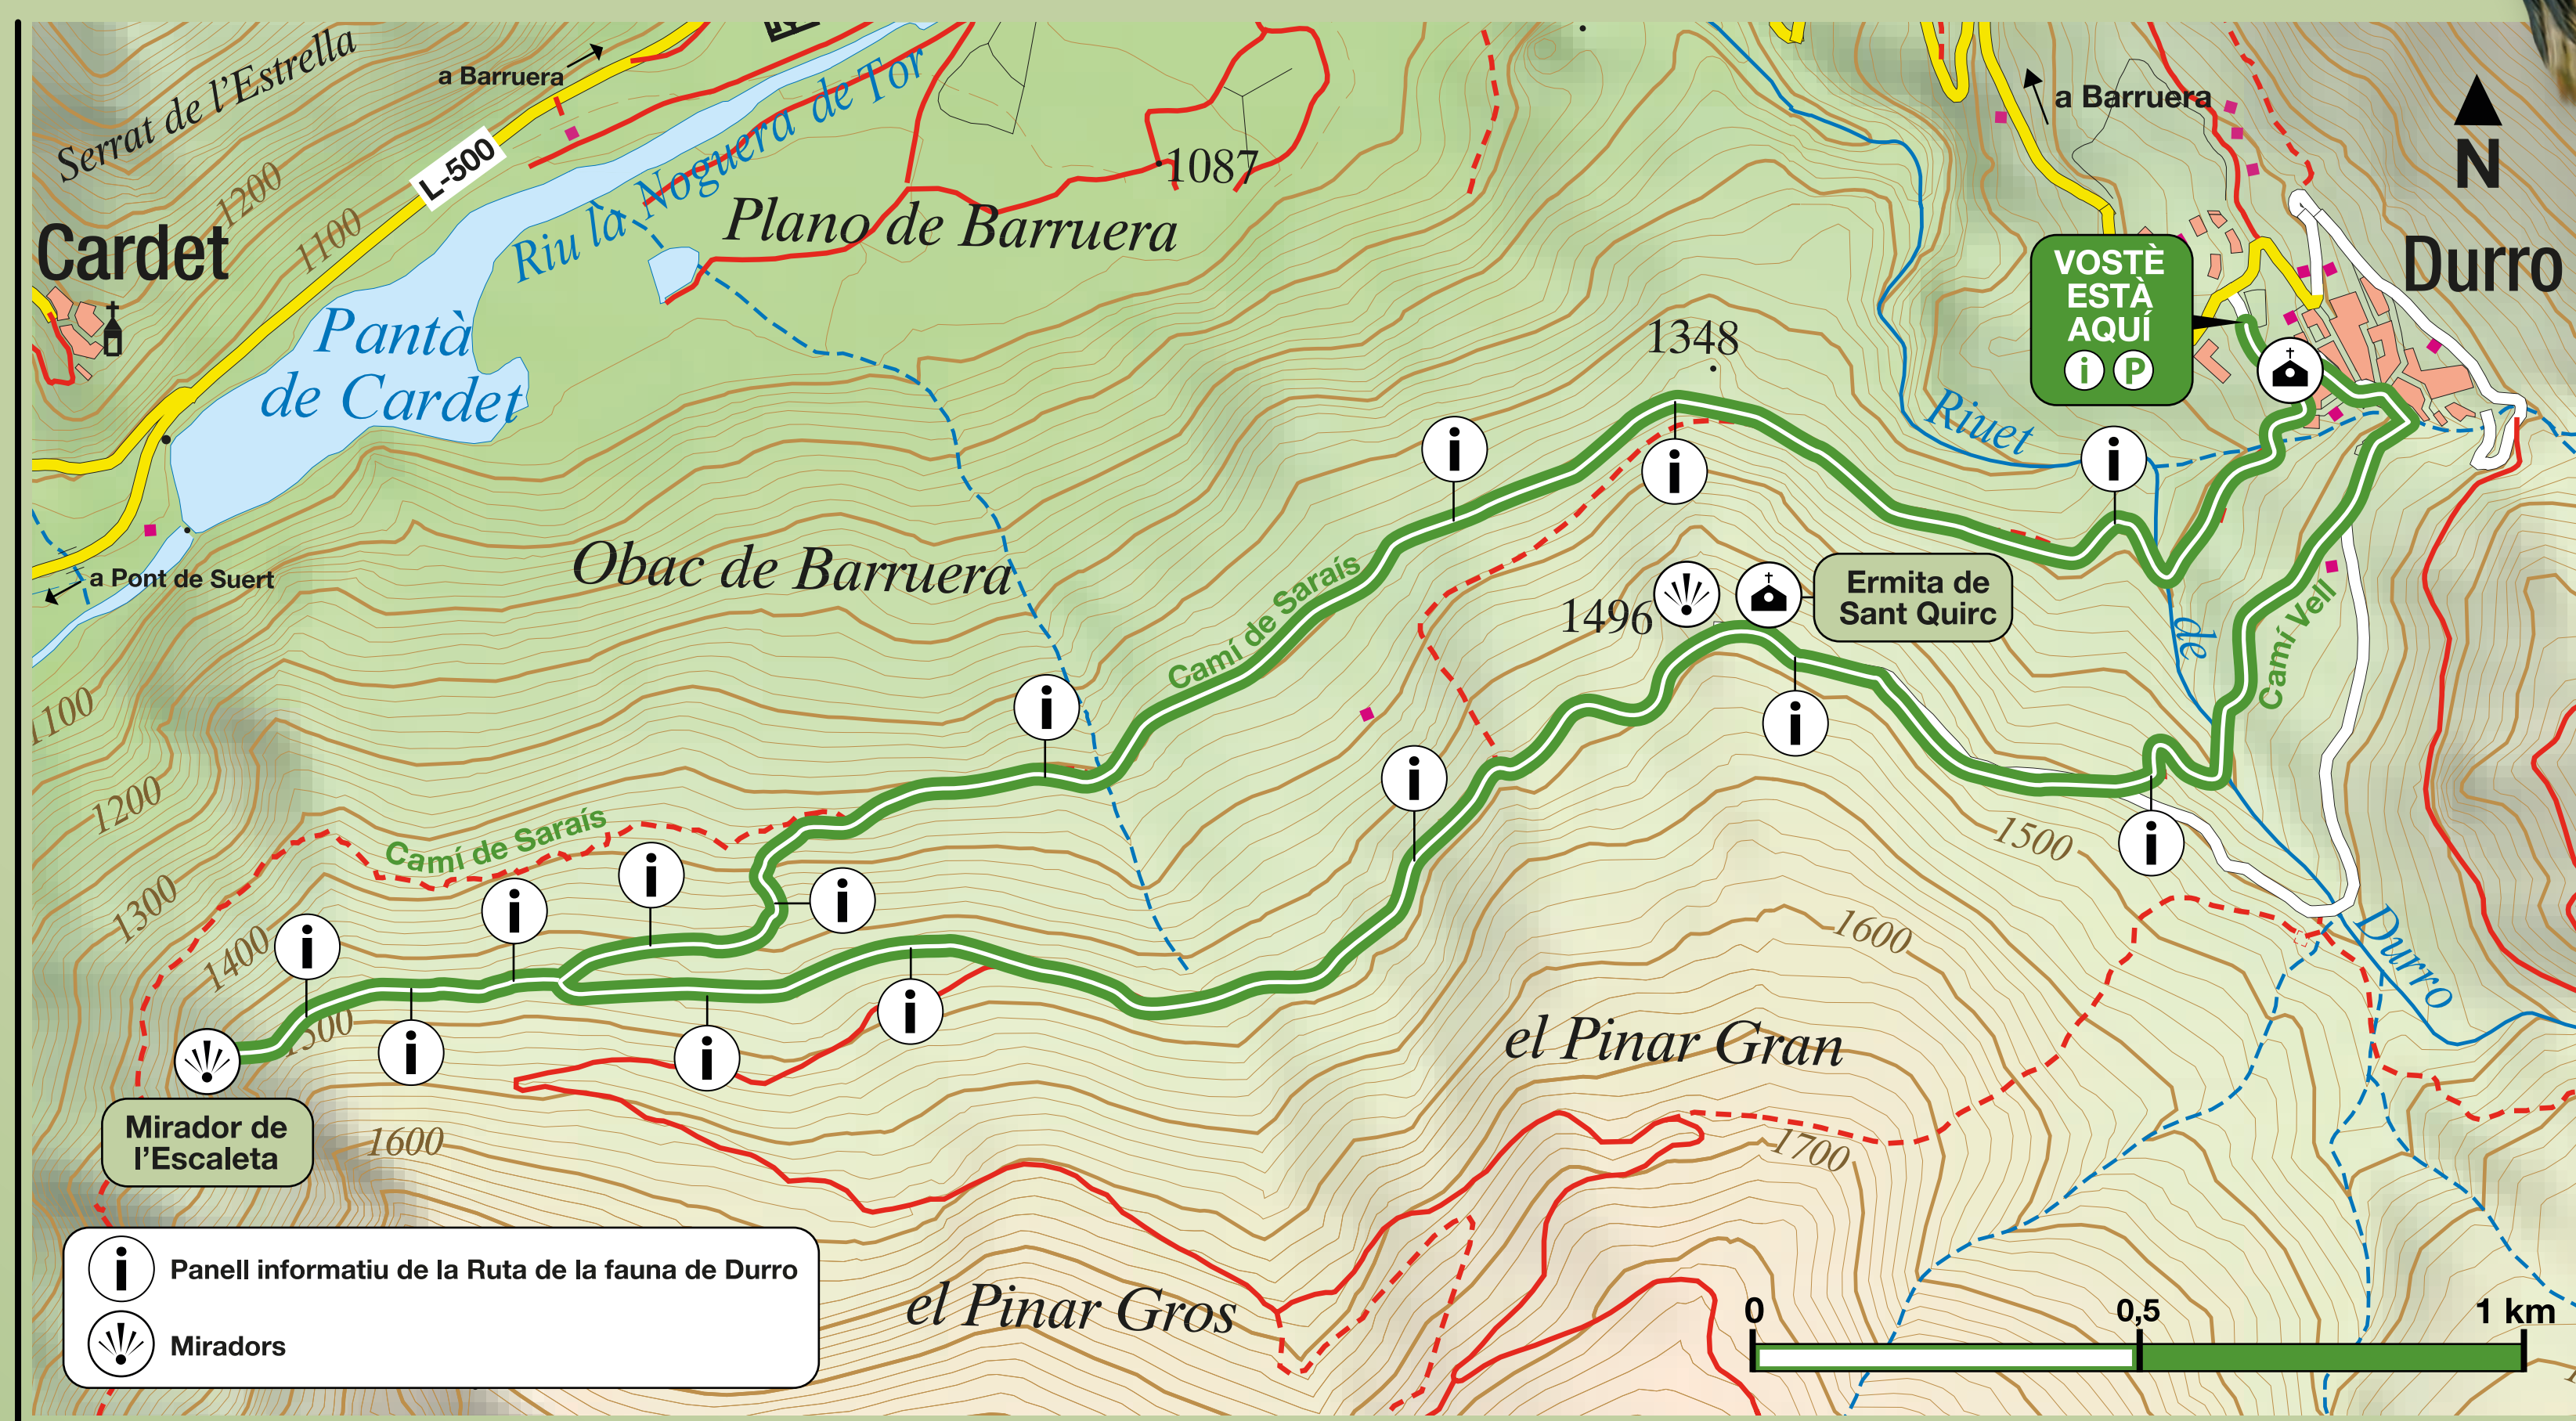 Serrat de l'Estrella
a Barruera
L-500
1200
1100
Cardet
Riu la Noguera de Tor
Plano de Barruera
1087
a Barruera
N
Durro
VOSTÈ
ESTÀ
AQUÍ
i P
Pantà
de Cardet
1348
Riuet
de
Durro
a Pont de Suert
Obac de Barruera
Camí de Saraís
1496
Ermita de
Sant Quirc
Camí Vell
1100
1200
1300
1400
1500
1600
Camí de Saraís
1500
1600
1700
el Pinar Gran
el Pinar Gros
Mirador de
l'Escaleta
i Panell informatiu de la Ruta de la fauna de Durro
Miradors
0 0,5 1 km